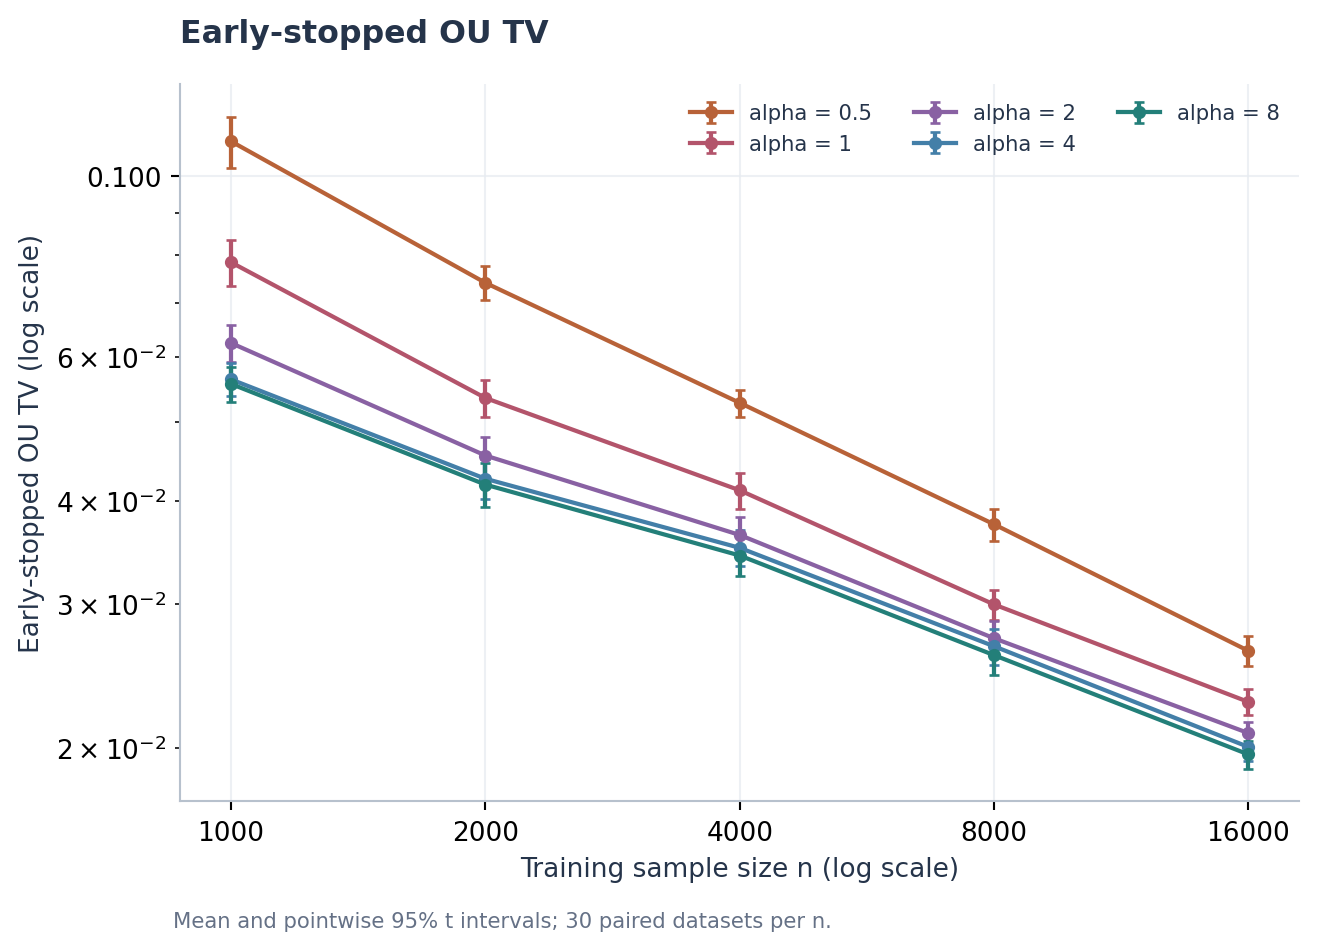 Early-stopped OU TV
alpha = 0.5
alpha = 1
alpha = 2
alpha = 4
alpha = 8
Early-stopped OU TV (log scale)
0.100
6 × 10⁻²
4 × 10⁻²
3 × 10⁻²
2 × 10⁻²
1000 2000 4000 8000 16000
Training sample size n (log scale)
Mean and pointwise 95% t intervals; 30 paired datasets per n.